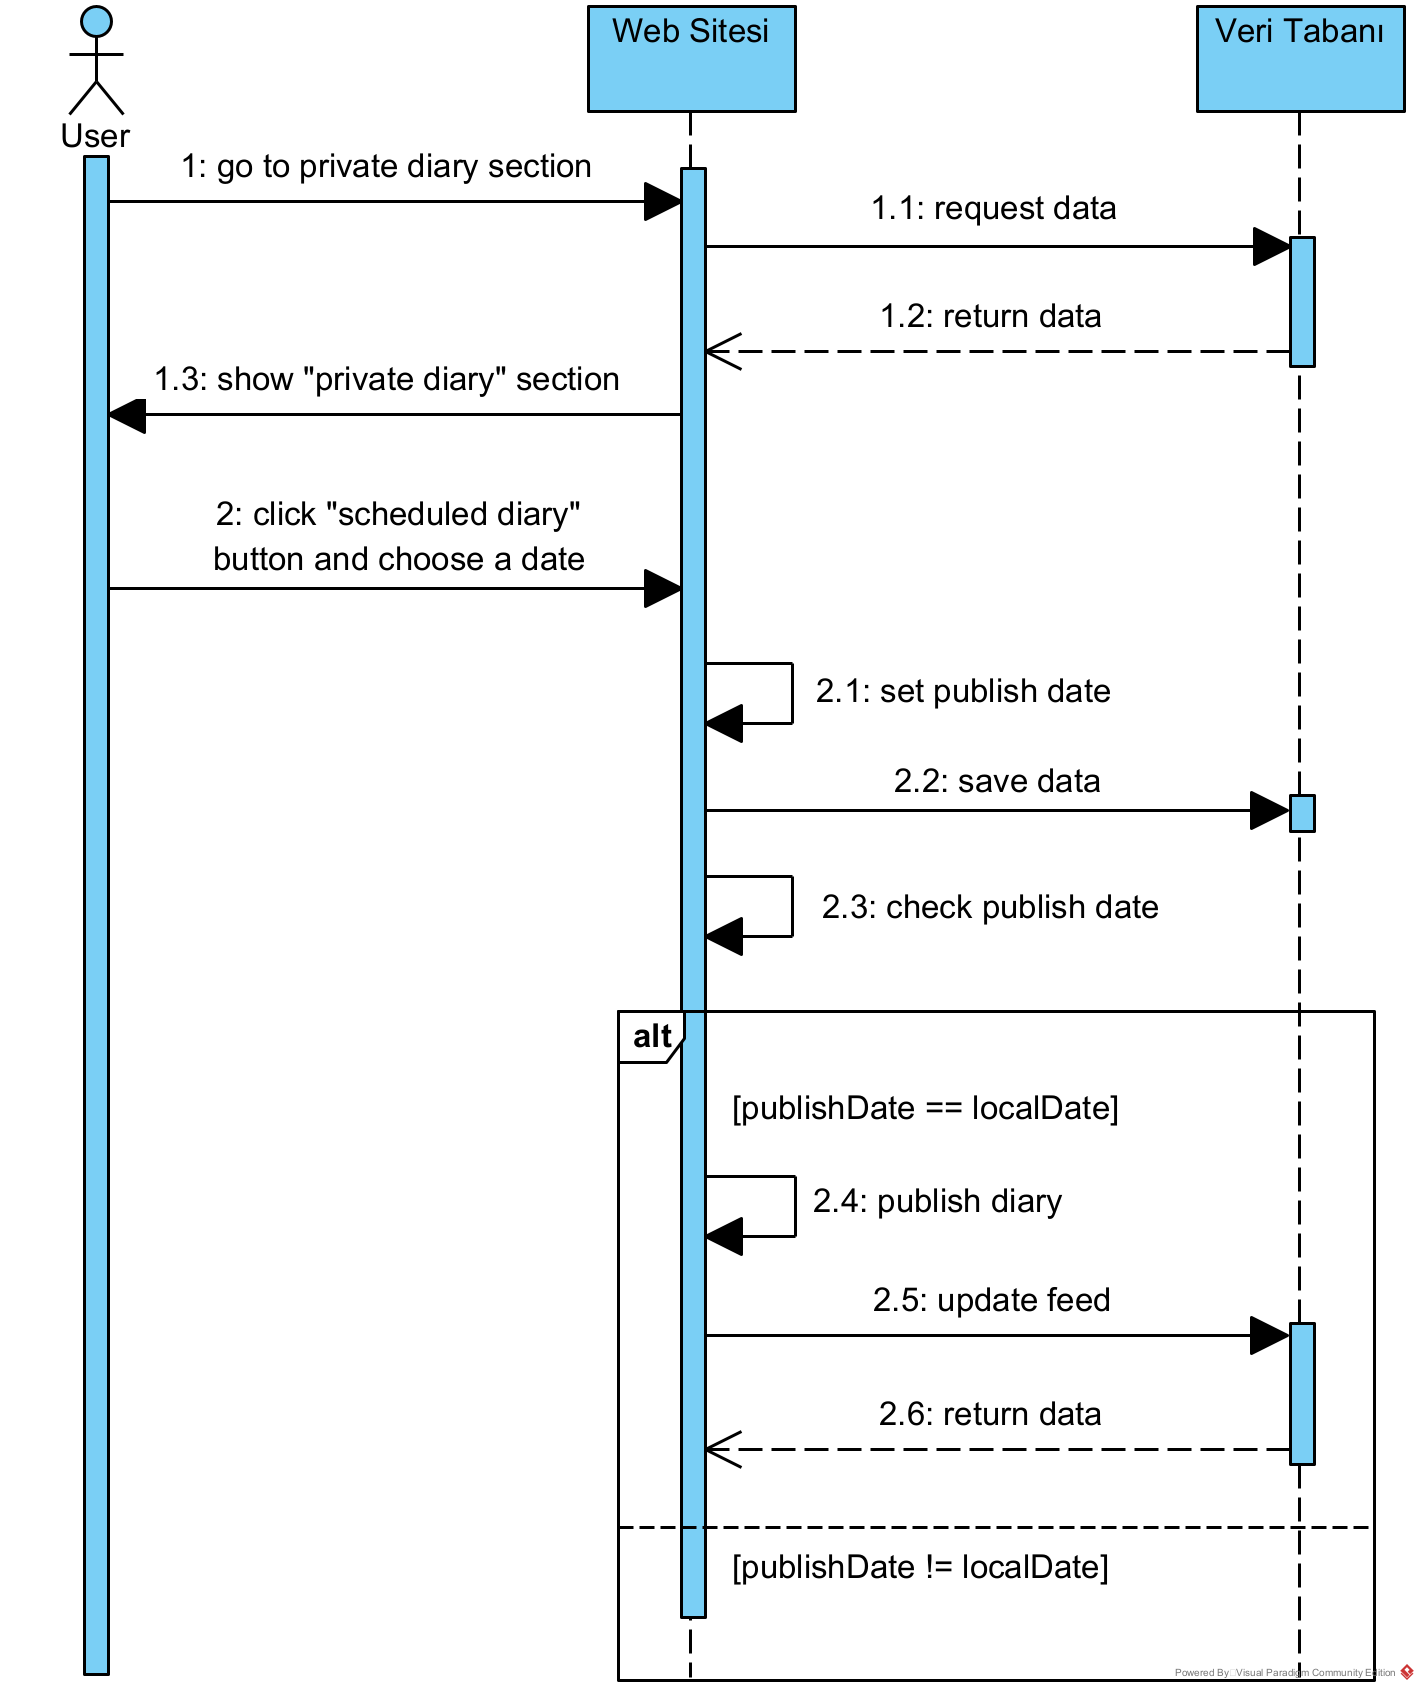 User
Web Sitesi
Veri Tabanı
1: go to private diary section
1.1: request data
1.2: return data
1.3: show "private diary" section
2: click "scheduled diary"
button and choose a date
2.1: set publish date
2.2: save data
2.3: check publish date
alt
[publishDate == localDate]
2.4: publish diary
2.5: update feed
2.6: return data
[publishDate != localDate]
Powered By Visual Paradigm Community Edition